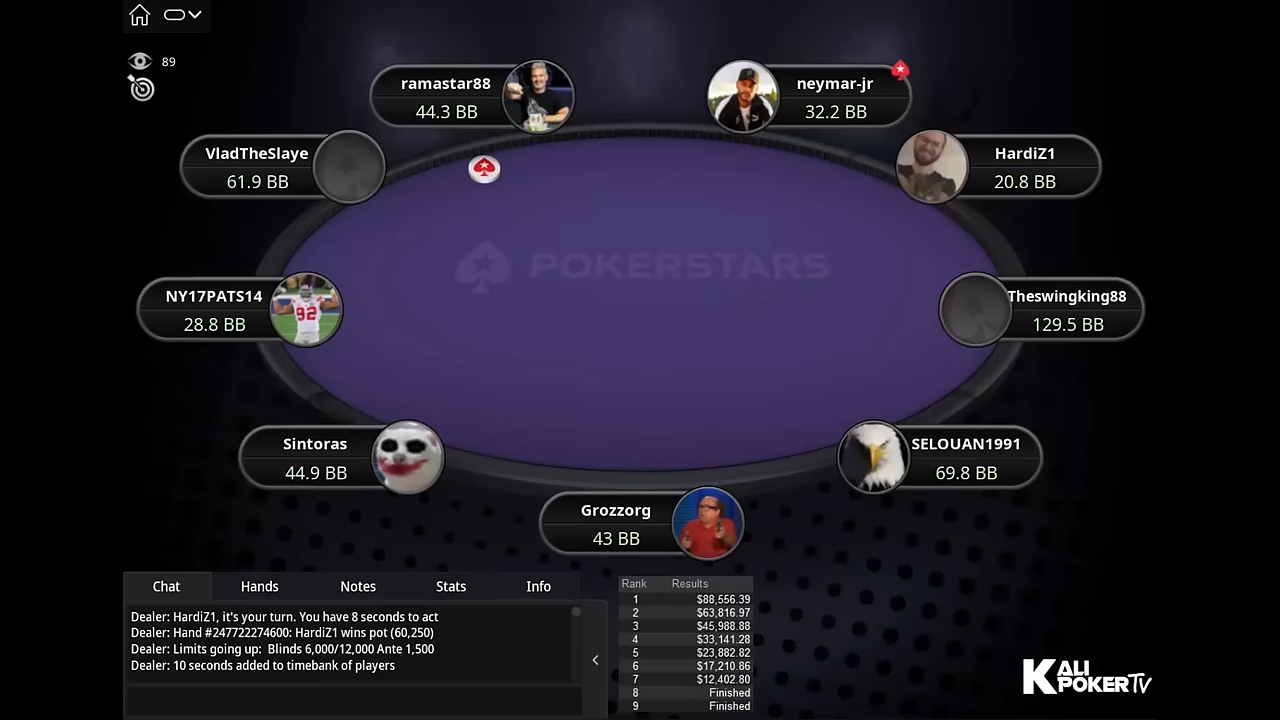 89
ramastar88
44.3 BB
neymar-jr
32.2 BB
VladTheSlaye
61.9 BB
HardiZ1
20.8 BB
POKERSTARS
NY17PATS14
28.8 BB
92
Theswingking88
129.5 BB
Sintoras
44.9 BB
SELOUAN1991
69.8 BB
Grozzorg
43 BB
Chat Hands Notes Stats Info
Dealer: HardiZ1, it's your turn. You have 8 seconds to act
Dealer: Hand #247722274600: HardiZ1 wins pot (60,250)
Dealer: Limits going up: Blinds 6,000/12,000 Ante 1,500
Dealer: 10 seconds added to timebank of players
Rank Results
1 $88,556.39
2 $63,816.97
3 $45,988.88
4 $33,141.28
5 $23,882.82
6 $17,210.86
7 $12,402.80
8 Finished
9 Finished
KALI
POKERTV